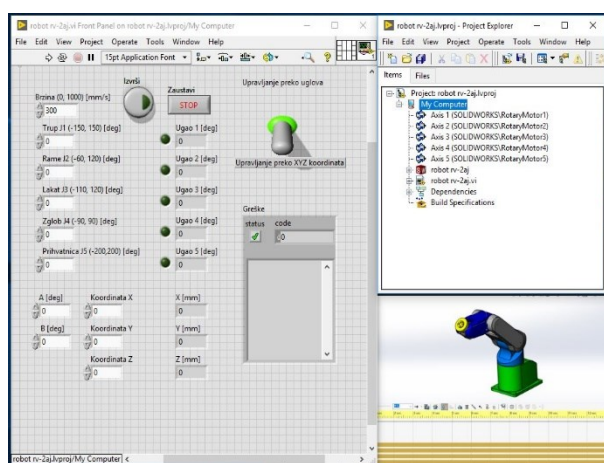 robot rv-2aj.vi Front Panel on robot rv-2aj.lvproj/My Computer
File Edit View Project Operate Tools Window Help
15pt Application Font
Brzina (0, 1000) [mm/s]
300
Izvrši
Zaustavi
STOP
Upravljanje preko uglova
Upravljanje preko XYZ koordinata
Trup J1 (-150, 150) [deg]
0
Ugao 1 [deg]
0
Rame J2 (-60, 120) [deg]
0
Ugao 2 [deg]
0
Lakat J3 (-110, 120) [deg]
0
Ugao 3 [deg]
0
Zglob J4 (-90, 90) [deg]
0
Ugao 4 [deg]
0
Prihvatnica J5 (-200,200) [deg]
0
Ugao 5 [deg]
0
Greške
status code
0
A [deg]
0
Koordinata X
0
X [mm]
0
B [deg]
0
Koordinata Y
0
Y [mm]
0
Koordinata Z
0
Z [mm]
0
robot rv-2aj.lvproj/My Computer
robot rv-2aj.lvproj - Project Explorer
File Edit View Project Operate Tools Window Help
Items Files
Project: robot rv-2aj.lvproj
My Computer
Axis 1 (SOLIDWORKS\RotaryMotor1)
Axis 2 (SOLIDWORKS\RotaryMotor2)
Axis 3 (SOLIDWORKS\RotaryMotor3)
Axis 4 (SOLIDWORKS\RotaryMotor4)
Axis 5 (SOLIDWORKS\RotaryMotor5)
robot rv-2aj
robot rv-2aj.vi
Dependencies
Build Specifications